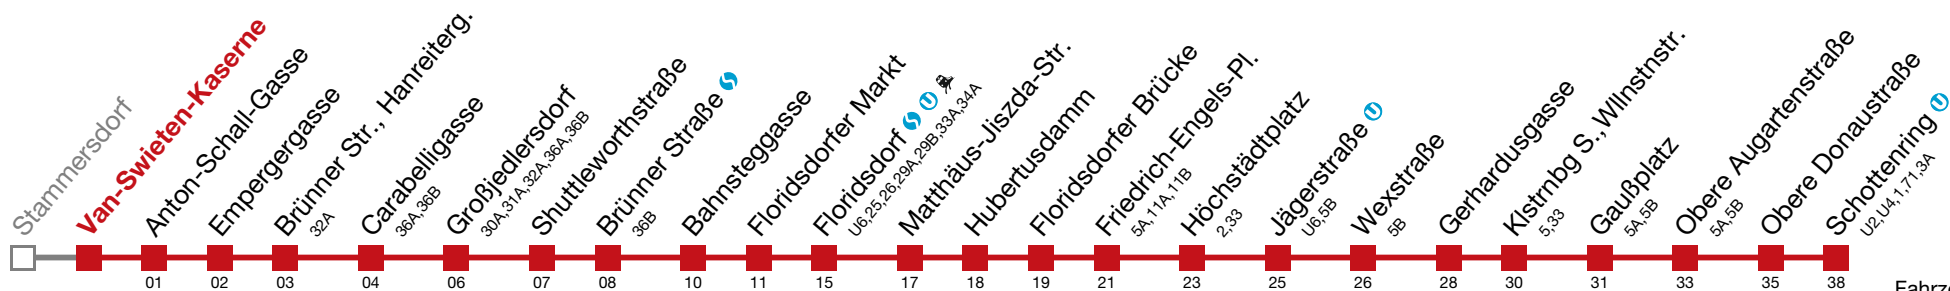 Stammersdorf
Van-Swieten-Kaserne
Anton-Schall-Gasse
Empergergasse
Brünner Str., Hanreiterg.
32A
Carabelligasse
36A,36B
Großjedlersdorf
30A,31A,32A,36A,36B
Shuttleworthstraße
Brünner Straße S
36B
Bahnsteggasse
Floridsdorfer Markt
Floridsdorf S U
U6,25,26,29A,29B,33A,34A
Matthäus-Jiszda-Str.
Hubertusdamm
Floridsdorfer Brücke
Friedrich-Engels-Pl.
5A,11A,11B
Höchstädtplatz
2,33
Jägerstraße U
U6,5B
Wexstraße
5B
Gerhardusgasse
Klstrnbg S., Wllnstnstr.
5,33
Gaußplatz
5A,5B
Obere Augartenstraße
5A,5B
Obere Donaustraße
Schottenring U
U2,U4,1,71,3A
01 02 03 04 06 07 08 10 11 15 17 18 19 21 23 25 26 28 30 31 33 35 38